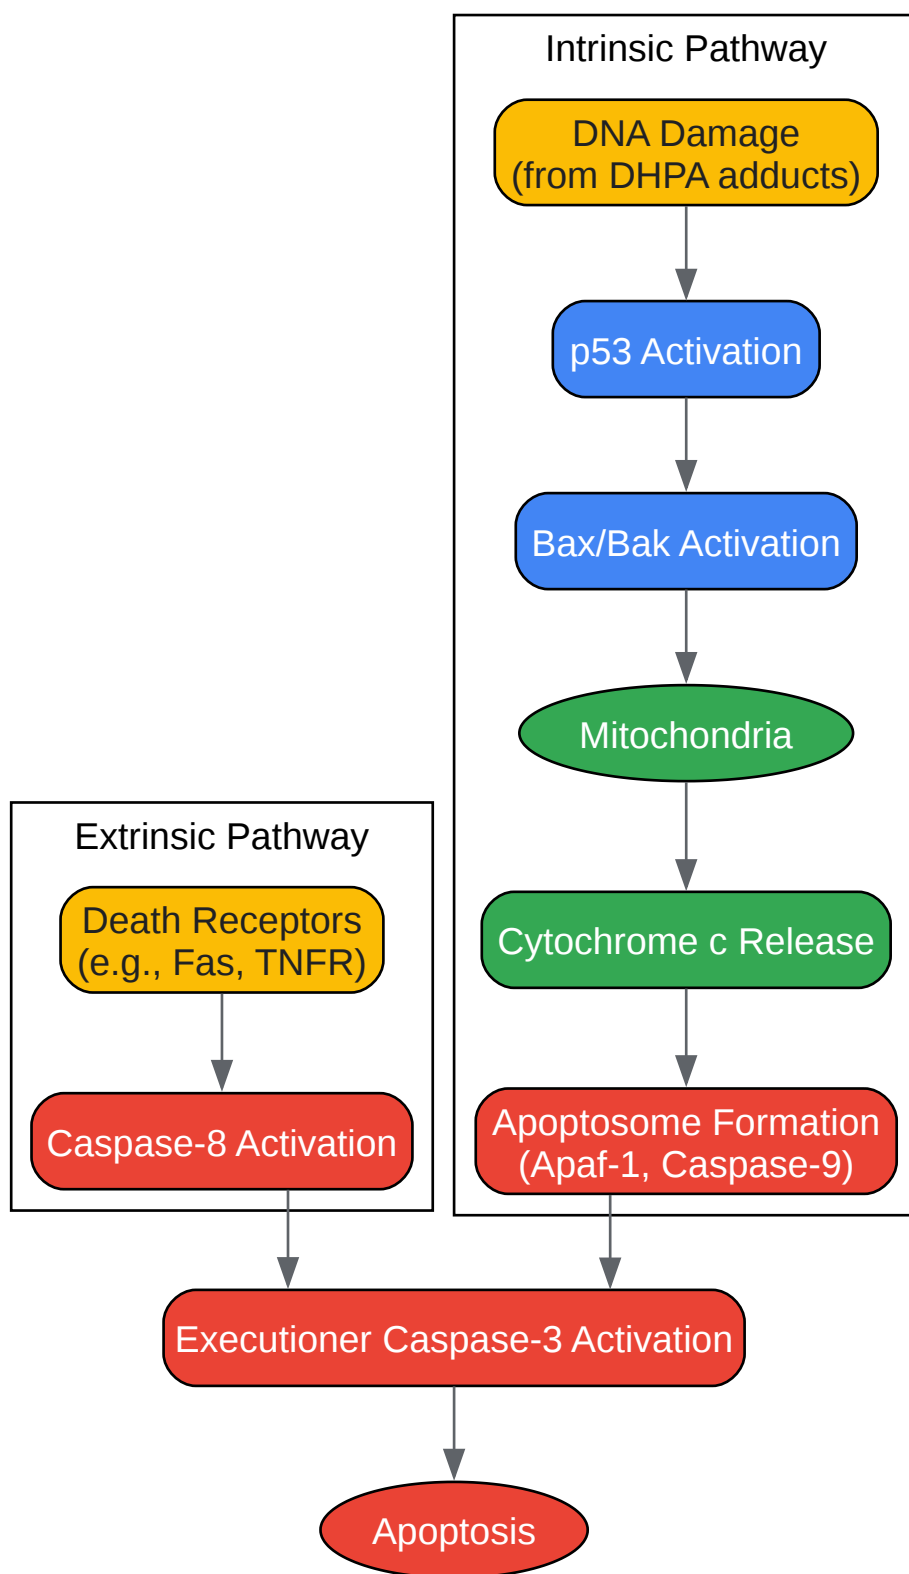 Intrinsic Pathway
DNA Damage
(from DHPA adducts)
p53 Activation
Bax/Bak Activation
Mitochondria
Extrinsic Pathway
Death Receptors
(e.g., Fas, TNFR)
Cytochrome c Release
Caspase-8 Activation
Apoptosome Formation
(Apaf-1, Caspase-9)
Executioner Caspase-3 Activation
Apoptosis